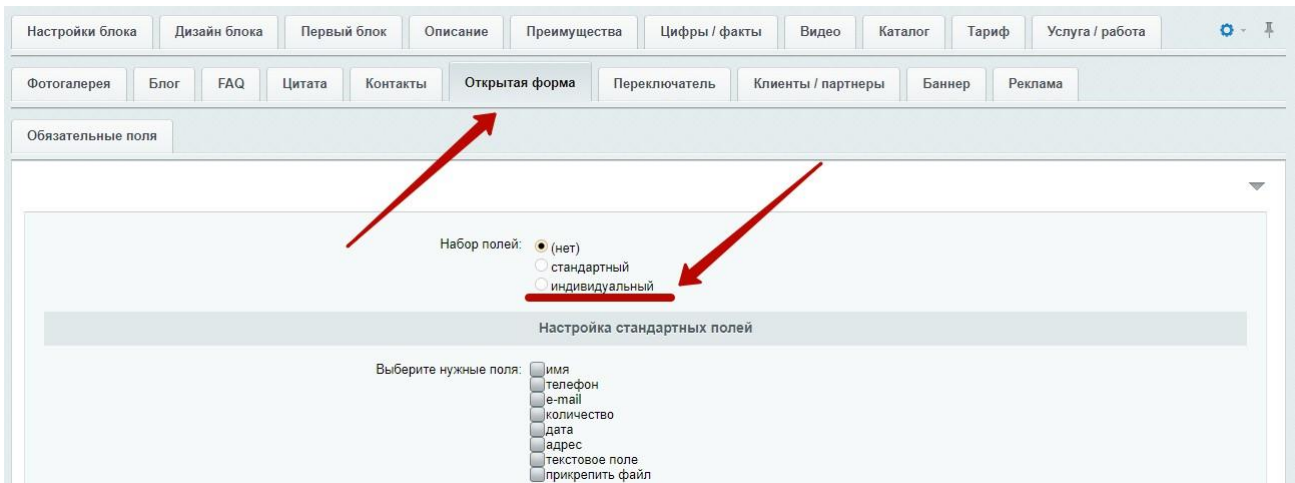 Настройки блока Дизайн блока Первый блок Описание Преимущества Цифры / факты Видео Каталог Тариф Услуга / работа
Фотогалерея Блог FAQ Цитата Контакты Открытая форма Переключатель Клиенты / партнеры Баннер Реклама
Обязательные поля
Набор полей: (нет)
стандартный
индивидуальный
Настройка стандартных полей
Выберите нужные поля: имя
телефон
e-mail
количество
дата
адрес
текстовое поле
прикрепить файл